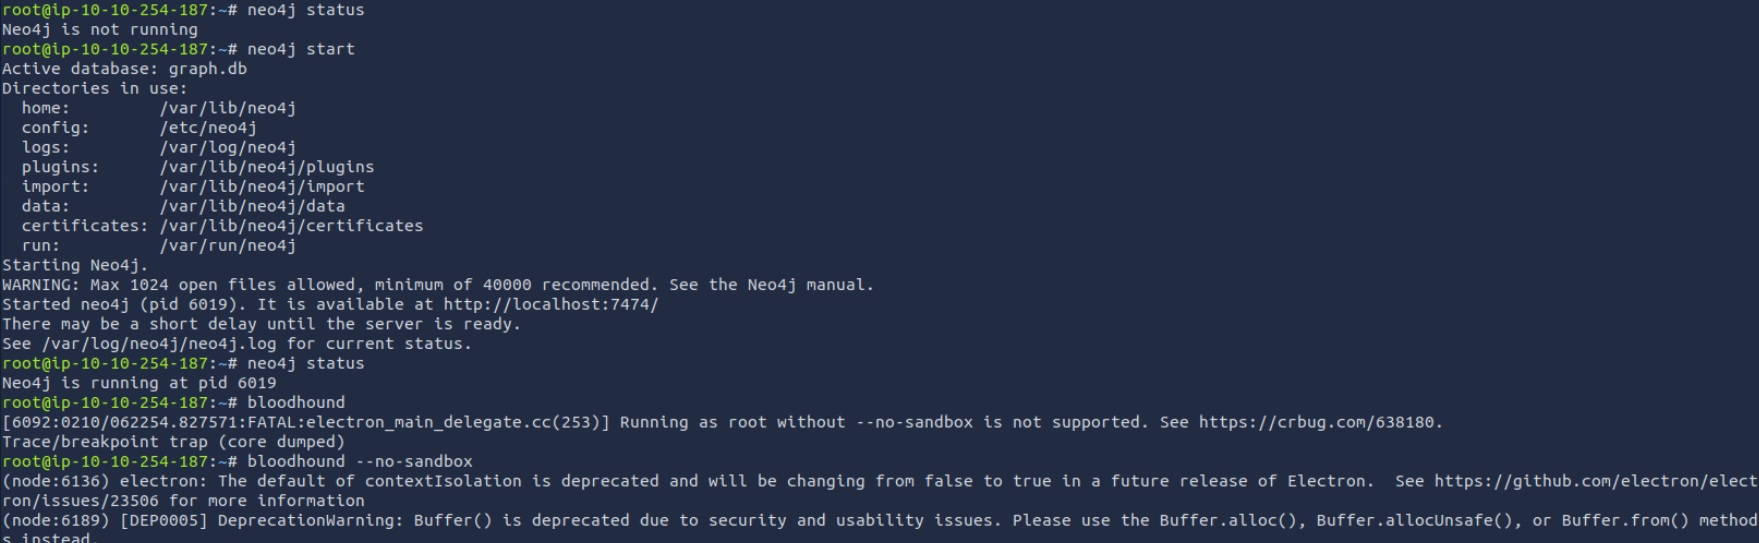 root@ip-10-10-254-187:~# neo4j status
Neo4j is not running
root@ip-10-10-254-187:~# neo4j start
Active database: graph.db
Directories in use:
  home:         /var/lib/neo4j
  config:       /etc/neo4j
  logs:         /var/log/neo4j
  plugins:      /var/lib/neo4j/plugins
  import:       /var/lib/neo4j/import
  data:         /var/lib/neo4j/data
  certificates: /var/lib/neo4j/certificates
  run:          /var/run/neo4j
Starting Neo4j.
WARNING: Max 1024 open files allowed, minimum of 40000 recommended. See the Neo4j manual.
Started neo4j (pid 6019). It is available at http://localhost:7474/
There may be a short delay until the server is ready.
See /var/log/neo4j/neo4j.log for current status.
root@ip-10-10-254-187:~# neo4j status
Neo4j is running at pid 6019
root@ip-10-10-254-187:~# bloodhound
[6092:0210/062254.827571:FATAL:electron_main_delegate.cc(253)] Running as root without --no-sandbox is not supported. See https://crbug.com/638180.
Trace/breakpoint trap (core dumped)
root@ip-10-10-254-187:~# bloodhound --no-sandbox
(node:6136) electron: The default of contextIsolation is deprecated and will be changing from false to true in a future release of Electron.  See https://github.com/electron/elect
ron/issues/23506 for more information
(node:6189) [DEP0005] DeprecationWarning: Buffer() is deprecated due to security and usability issues. Please use the Buffer.alloc(), Buffer.allocUnsafe(), or Buffer.from() method
s instead.